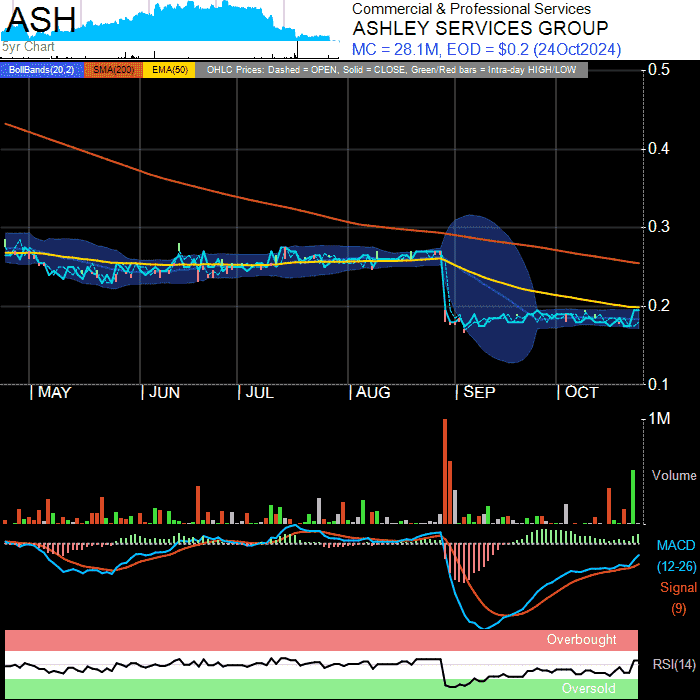 ASH
5yr Chart
Commercial & Professional Services
ASHLEY SERVICES GROUP
MC = 28.1M, EOD = $0.2 (24Oct2024)
BollBands(20,2) SMA(200) EMA(50) OHLC Prices: Dashed = OPEN, Solid = CLOSE, Green/Red bars = Intra-day HIGH/LOW
0.5
0.4
0.3
0.2
0.1
| MAY | JUN | JUL | AUG | SEP | OCT
1M
Volume
MACD
(12-26)
Signal
(9)
Overbought
RSI(14)
Oversold